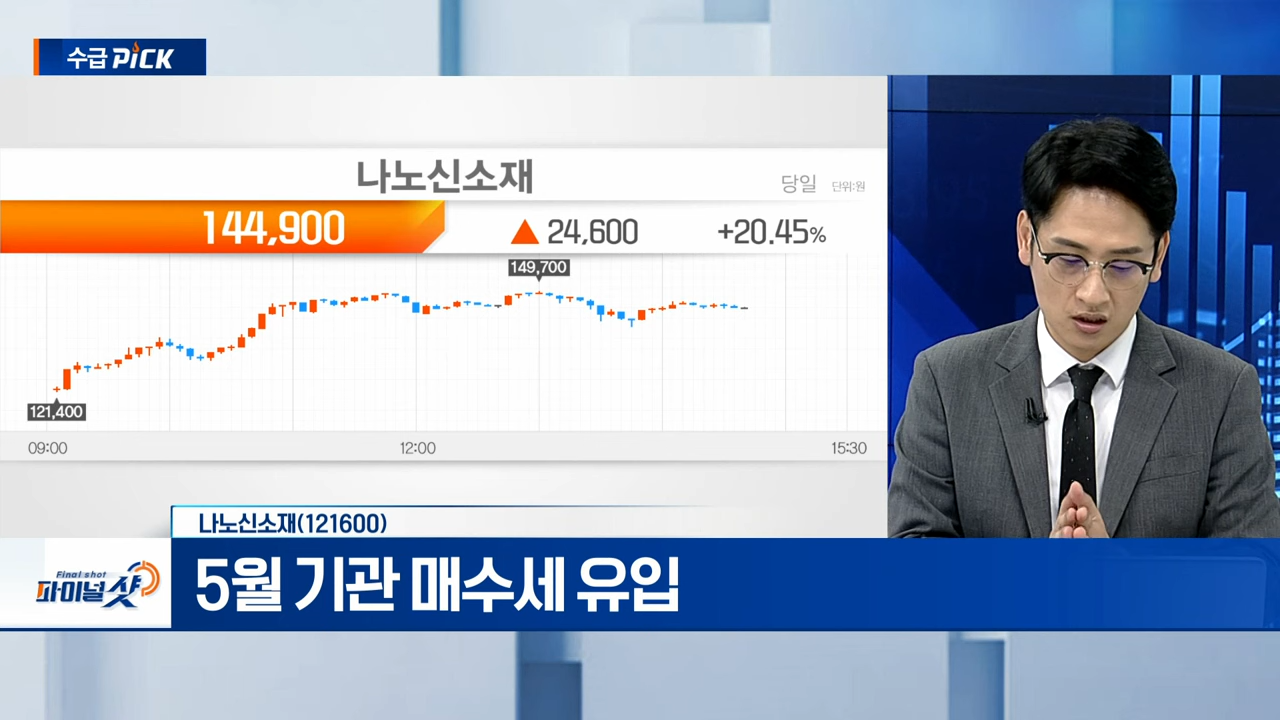 수급 PiCK
나노신소재
당일 단위:원
144,900 ▲ 24,600 +20.45%
149,700
121,400
09:00 12:00 15:30
나노신소재(121600)
Final shot
파이널샷
5월 기관 매수세 유입